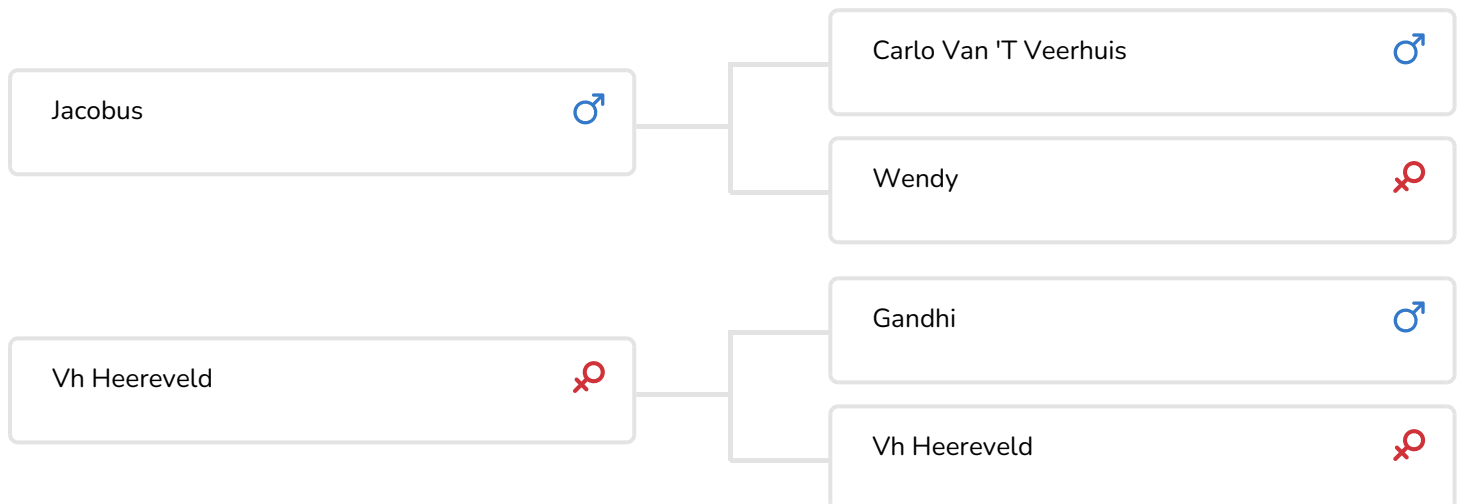 Carlo Van 'T Veerhuis
Jacobus
Wendy
Gandhi
Vh Heereveld
Vh Heereveld